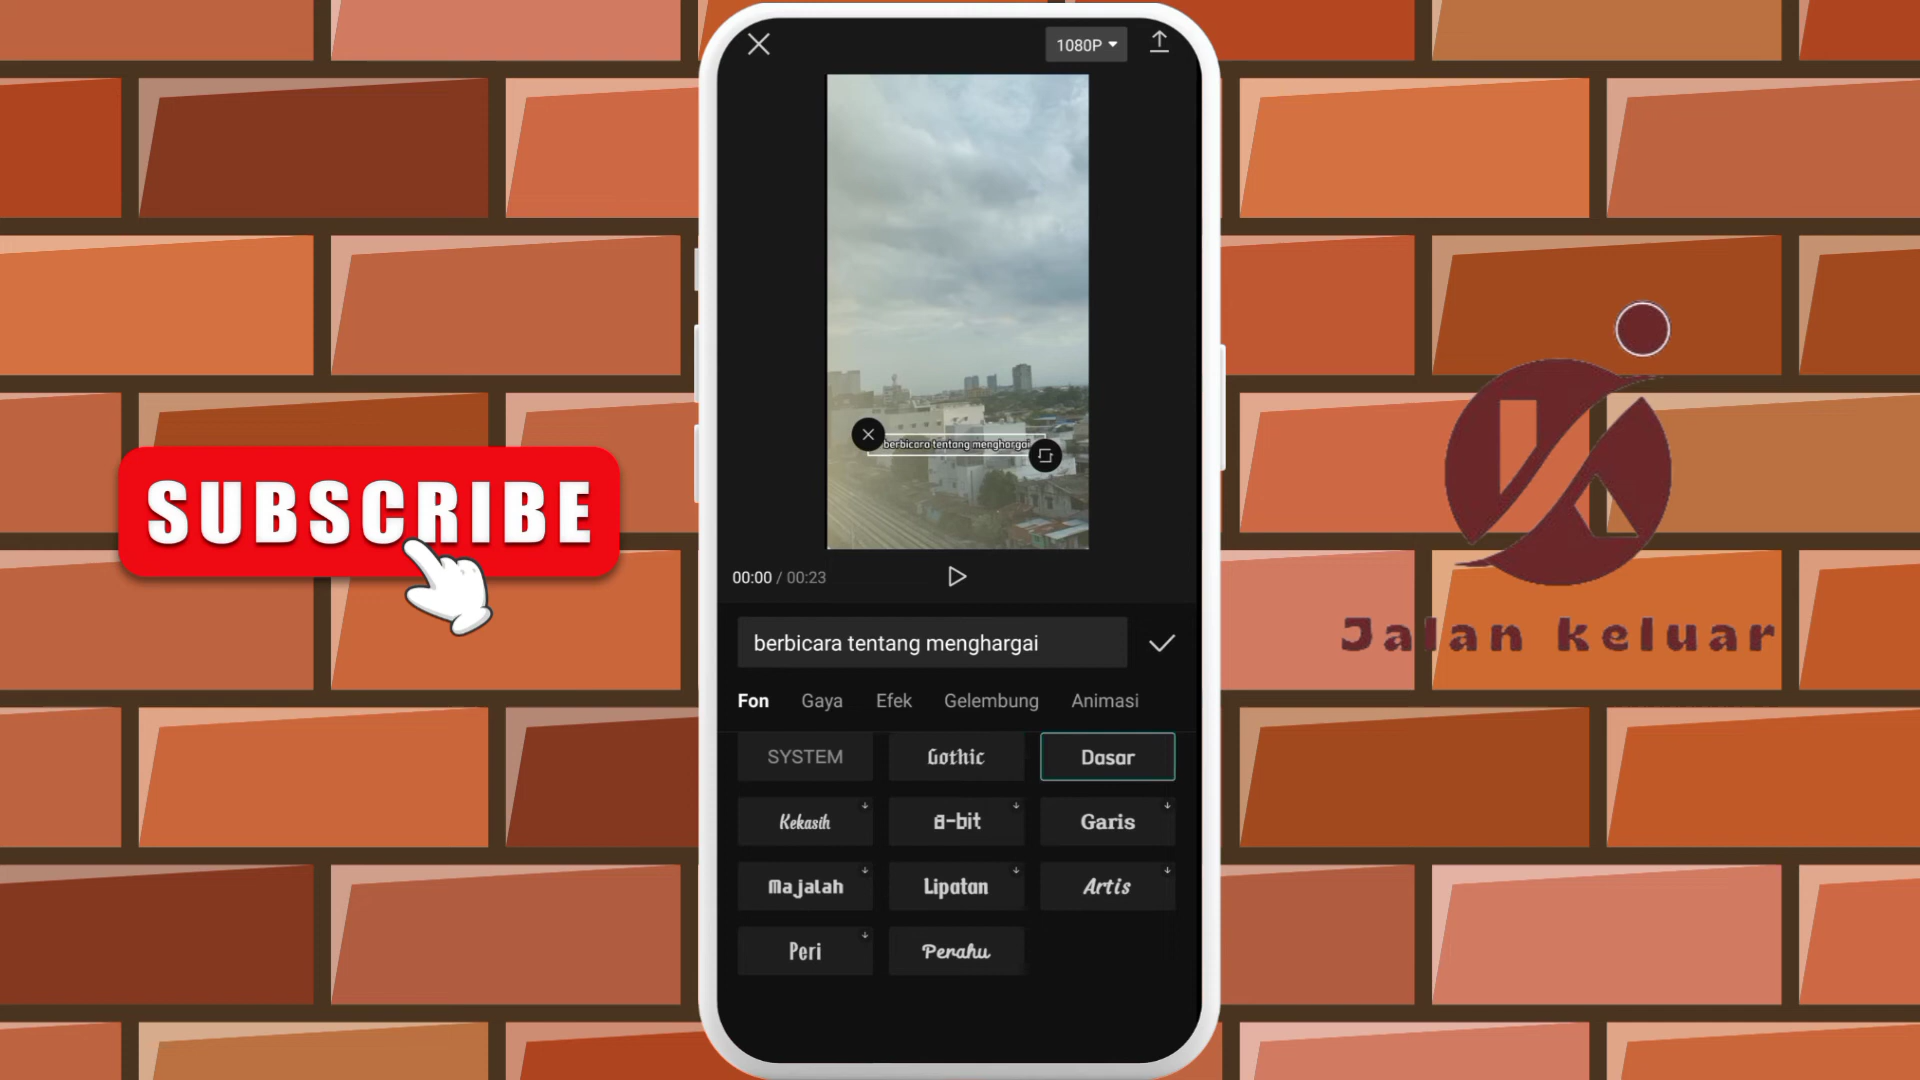 1080P
berbicara tentang menghargai
00:00 / 00:23
berbicara tentang menghargai
Fon Gaya Efek Gelembung Animasi
SYSTEM Gothic Dasar
Kekasih 8-bit Garis
Majalah Lipatan Artis
Peri Perahu
SUBSCRIBE
Jalan keluar